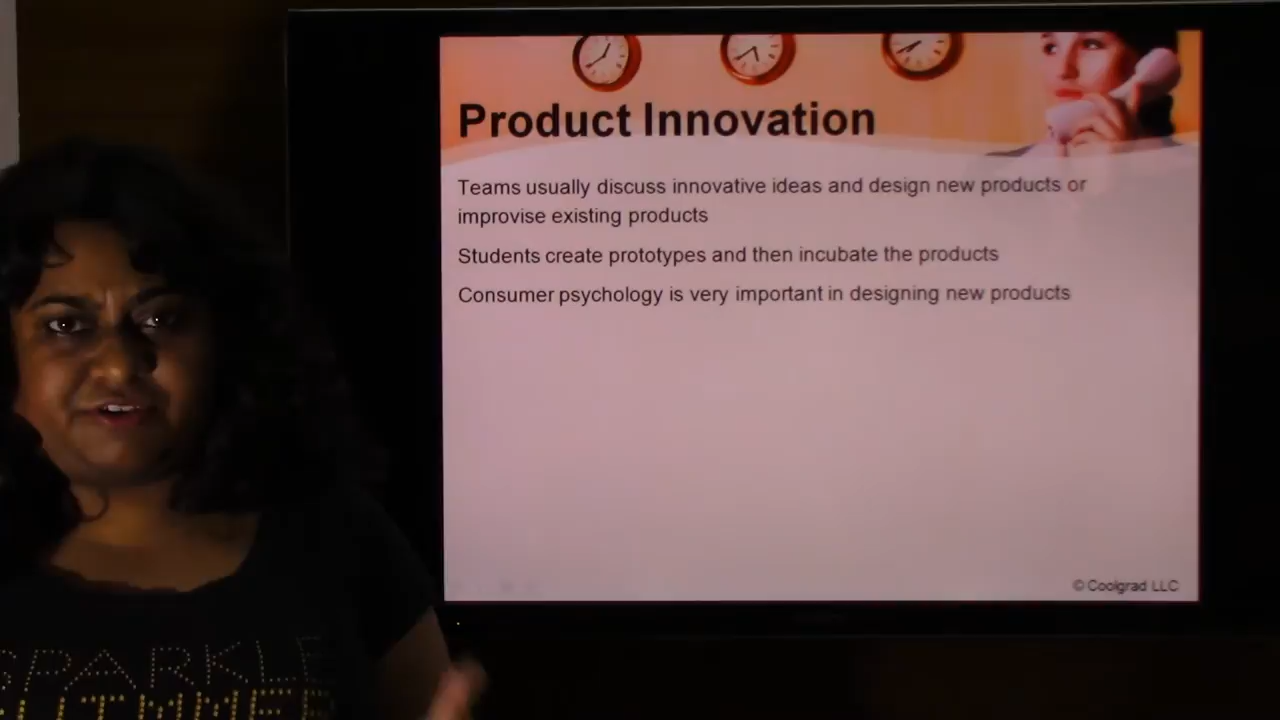 Product Innovation
Teams usually discuss innovative ideas and design new products or
improvise existing products
Students create prototypes and then incubate the products
Consumer psychology is very important in designing new products
© Coolgrad LLC
SPARKLE